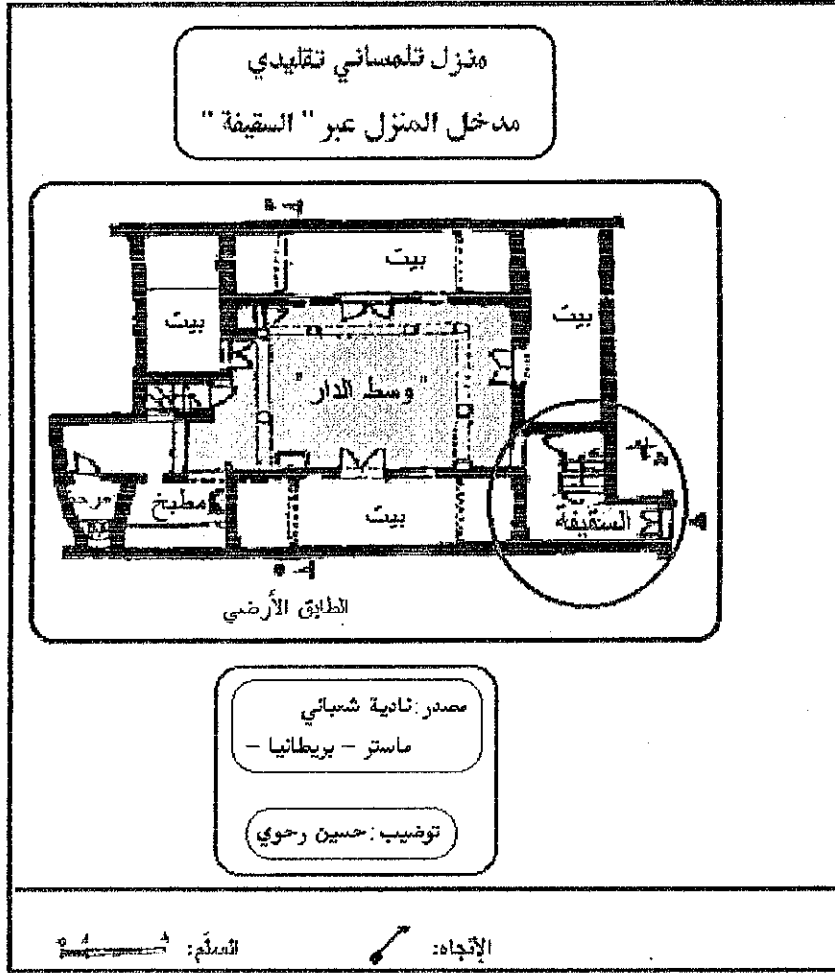 منزل تلمساني تقليدي
مدخل المنزل عبر " السقيفة "
بيت
بيت
بيت
" وسط الدار "
السقيفة
بيت
مطبخ
الطابق الأرضي
مصدر: نادية شعباني
ماستر – بريطانيا –
توضيب: حسين رحوي
الإتجاه:
السلّم: